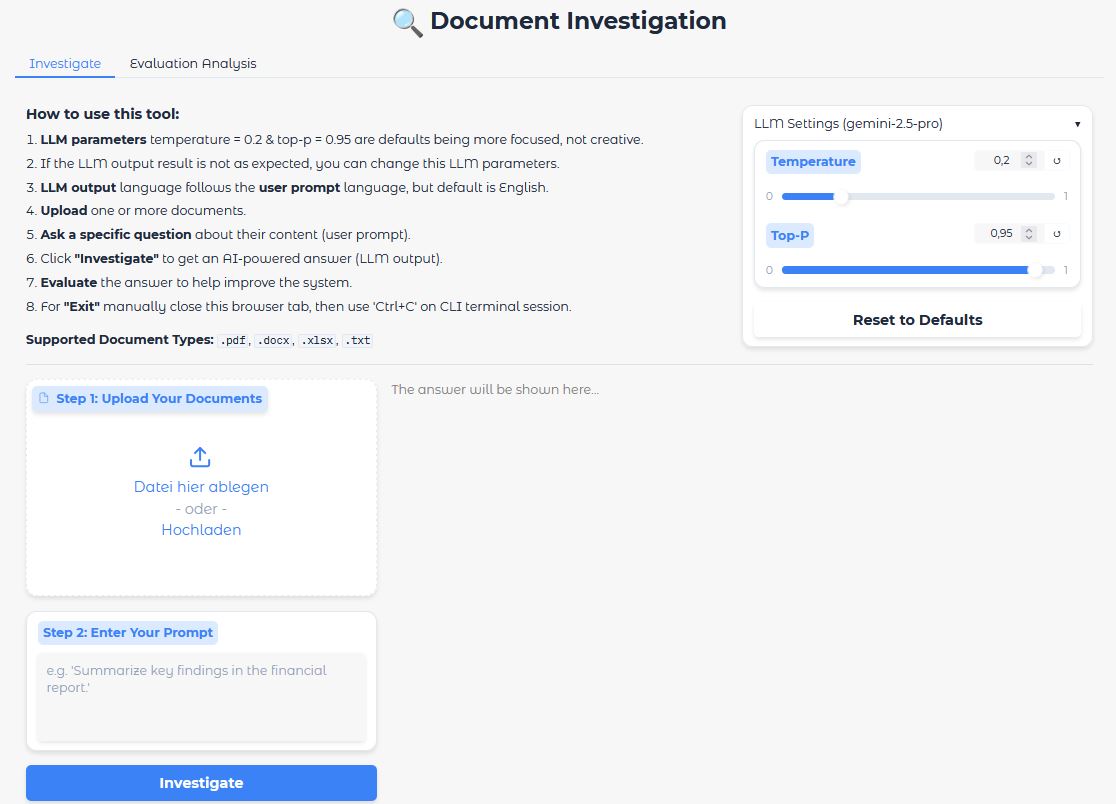 Document Investigation
Investigate
Evaluation Analysis
How to use this tool:
1. LLM parameters temperature = 0.2 & top-p = 0.95 are defaults being more focused, not creative.
2. If the LLM output result is not as expected, you can change this LLM parameters.
3. LLM output language follows the user prompt language, but default is English.
4. Upload one or more documents.
5. Ask a specific question about their content (user prompt).
6. Click "Investigate" to get an AI-powered answer (LLM output).
7. Evaluate the answer to help improve the system.
8. For "Exit" manually close this browser tab, then use 'Ctrl+C' on CLI terminal session.
Supported Document Types: .pdf, .docx, .xlsx, .txt
LLM Settings (gemini-2.5-pro)
Temperature
0,2
0
1
Top-P
0,95
0
1
Reset to Defaults
Step 1: Upload Your Documents
Datei hier ablegen
- oder -
Hochladen
The answer will be shown here...
Step 2: Enter Your Prompt
e.g. 'Summarize key findings in the financial
report.'
Investigate